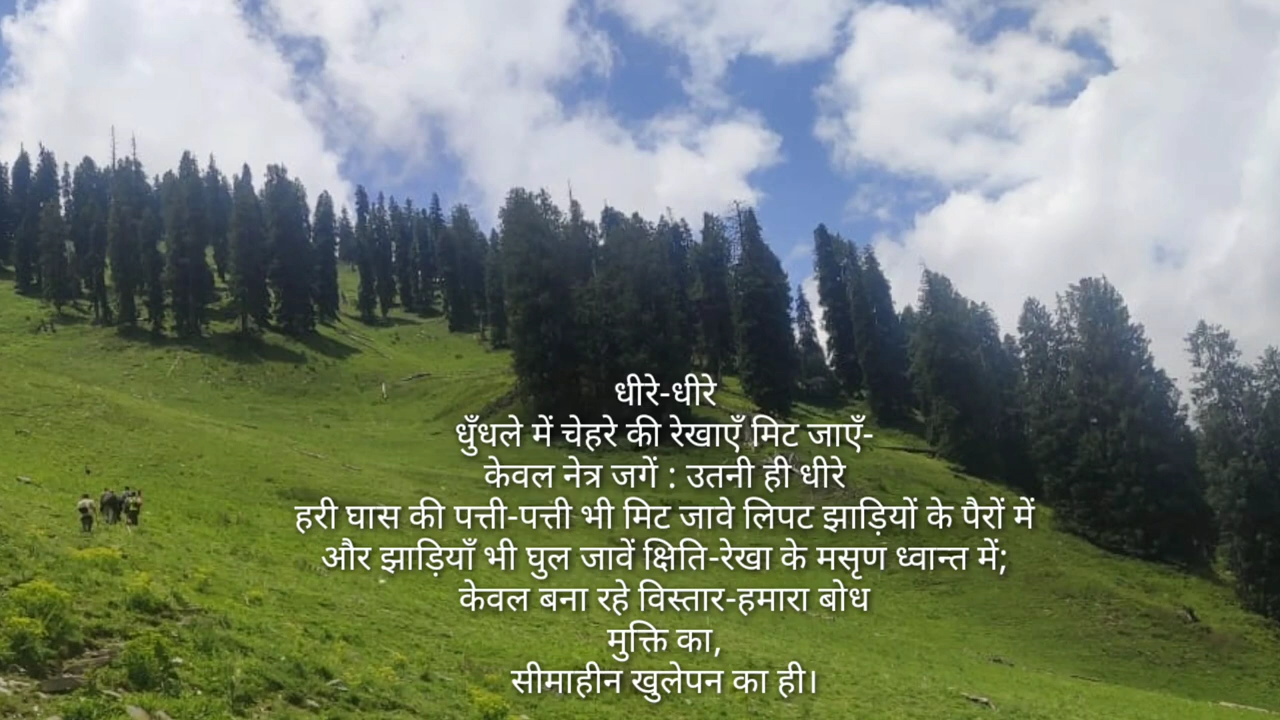 धीरे-धीरे
धुँधले में चेहरे की रेखाएँ मिट जाएँ-
केवल नेत्र जगें : उतनी ही धीरे
हरी घास की पत्ती-पत्ती भी मिट जावे लिपट झाड़ियों के पैरों में
और झाड़ियाँ भी घुल जावें क्षिति-रेखा के मसृण ध्वान्त में;
केवल बना रहे विस्तार-हमारा बोध
मुक्ति का,
सीमाहीन खुलेपन का ही।